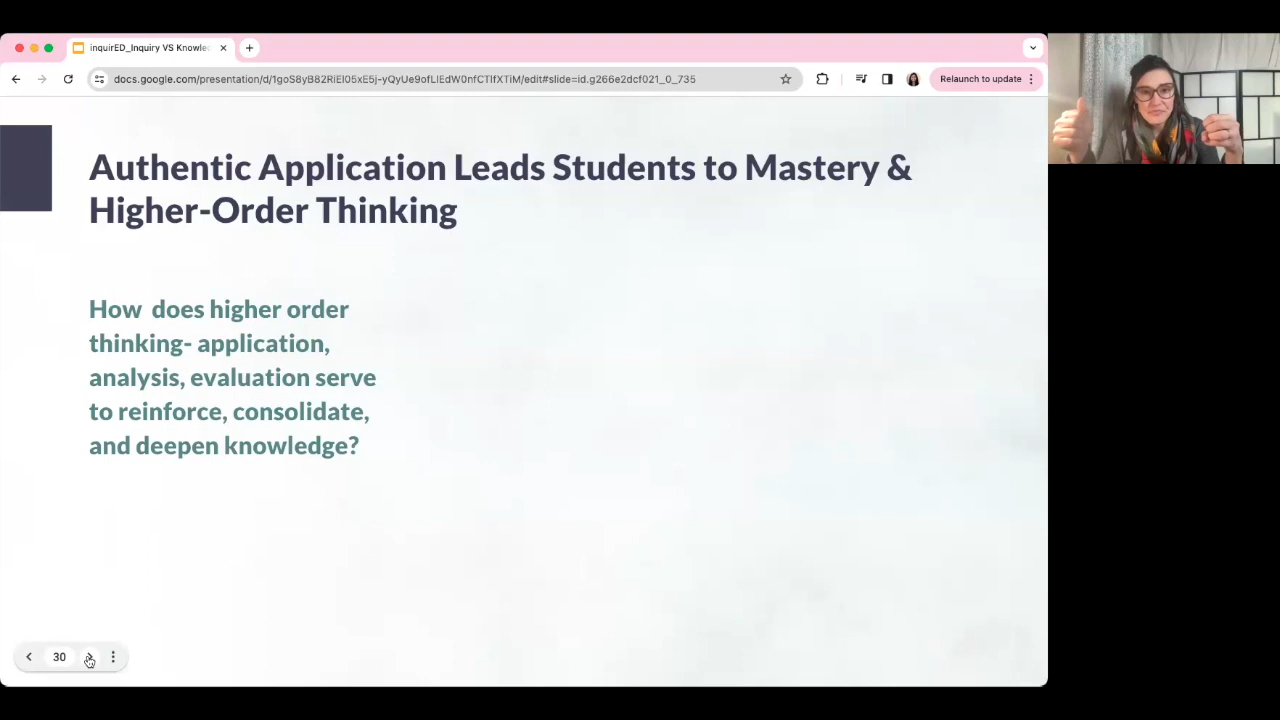 inquirED_Inquiry VS Knowle
docs.google.com/presentation/d/1goS8yB82RlEl05xE5j-yQyUe9ofLlEdW0nfCTlfXTiM/edit#slide=id.g266e2dcf021_0_735
Relaunch to update
Authentic Application Leads Students to Mastery &
Higher-Order Thinking
How does higher order
thinking- application,
analysis, evaluation serve
to reinforce, consolidate,
and deepen knowledge?
30